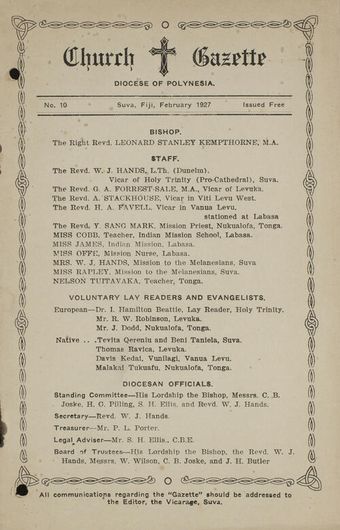 Church Gazette
DIOCESE OF POLYNESIA.
No. 10 Suva, Fiji, February 1927 Issued Free
BISHOP.
The Right Revd. LEONARD STANLEY KEMPTHORNE, M.A.
STAFF.
The Revd. W. J. HANDS, L.Th. (Dunelm).
Vicar of Holy Trinity (Pro-Cathedral), Suva.
The Revd. G. A. FORREST-SALE, M.A., Vicar of Levuka.
The Revd. A. STACKHOUSE, Vicar in Viti Levu West.
The Revd. H. A. FAVELL, Vicar in Vanua Levu.
stationed at Labasa
The Revd. Y. SANG MARK, Mission Priest, Nukualofa, Tonga.
MISS COBB, Teacher, Indian Mission School, Labasa.
MISS JAMES, Indian Mission, Labasa.
MISS OFFE, Mission Nurse, Labasa.
MRS. W. J. HANDS, Mission to the Melanesians, Suva
MISS RAPLEY, Mission to the Melanesians, Suva.
NELSON TUITAVAKA, Teacher, Tonga.
VOLUNTARY LAY READERS AND EVANGELISTS.
European—Dr. I. Hamilton Beattie, Lay Reader, Holy Trinity.
Mr. R. W. Robinson, Levuka.
Mr. J. Dodd, Nukualofa, Tonga.
Native . . .Tevita Qereniu and Beni Taniela, Suva.
Thomas Ravica, Levuka.
Davis Kedai, Vunilagi, Vanua Levu.
Malakai Tukuafu, Nukualofa, Tonga.
DIOCESAN OFFICIALS.
Standing Committee—His Lordship the Bishop, Messrs. C. B.
Joske, H. G. Pilling, S. H. Ellis, and Revd. W. J. Hands.
Secretary—Revd. W. J. Hands.
Treasurer—Mr. P. L. Porter.
Legal Adviser—Mr. S. H. Ellis., C.B.E.
Board of Trustees—His Lordship the Bishop, the Revd. W. J.
Hands, Messrs. W. Wilson, C. B. Joske, and J. H. Butler
All communications regarding the "Gazette" should be addressed to
the Editor, the Vicarage, Suva.